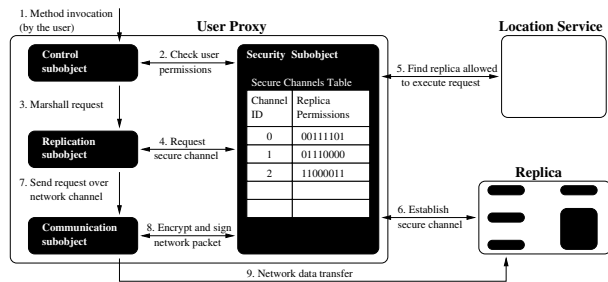 1. Method invocation
(by the user)
User Proxy
Location Service
Control
subobject
2. Check user
permissions
Security Subobject
Secure Channels Table
Channel
ID
Replica
Permissions
0 00111101
1 01110000
2 11000011
3. Marshall request
5. Find replica allowed
to execute request
Replication
subobject
4. Request
secure channel
7. Send request over
network channel
Replica
6. Establish
secure channel
Communication
subobject
8. Encrypt and sign
network packet
9. Network data transfer